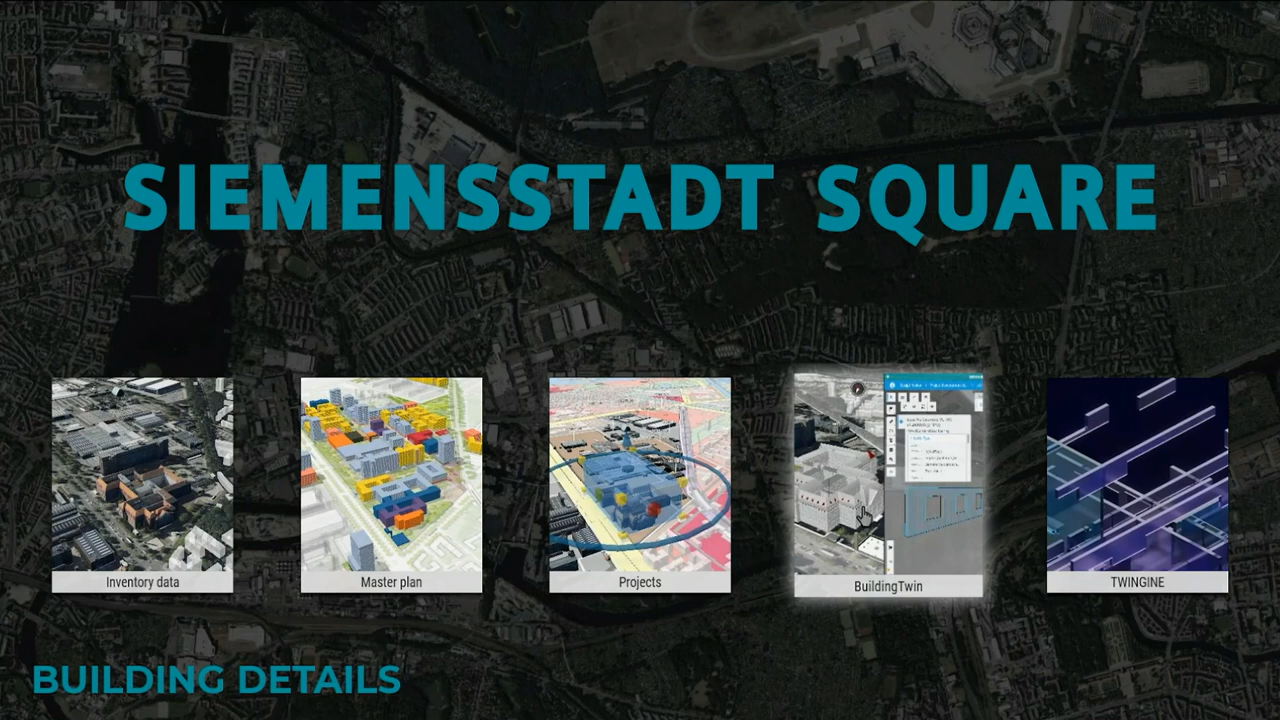 SIEMENSSTADT SQUARE
Inventory data
Master plan
Projects
BuildingTwin
TWINGINE
BUILDING DETAILS